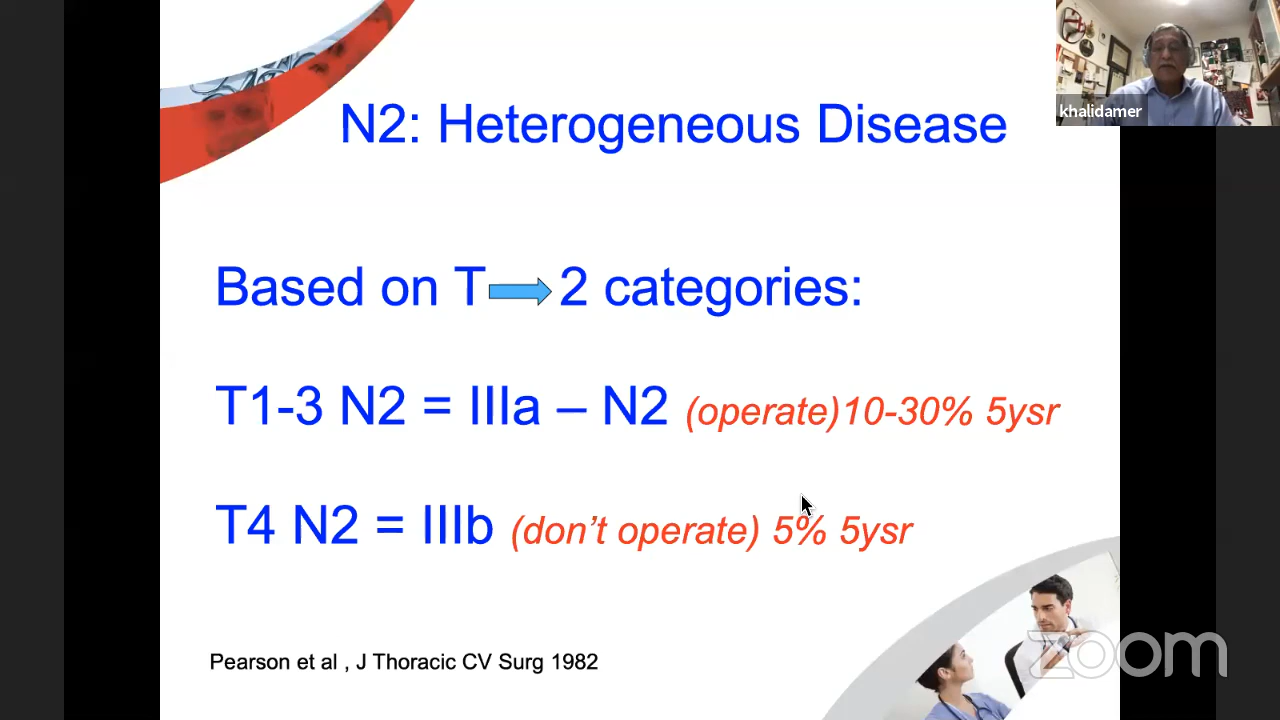 khalidamer
N2: Heterogeneous Disease
Based on T 2 categories:
T1-3 N2 = IIIa – N2 (operate)10-30% 5ysr
T4 N2 = IIIb (don’t operate) 5% 5ysr
Pearson et al , J Thoracic CV Surg 1982
zoom